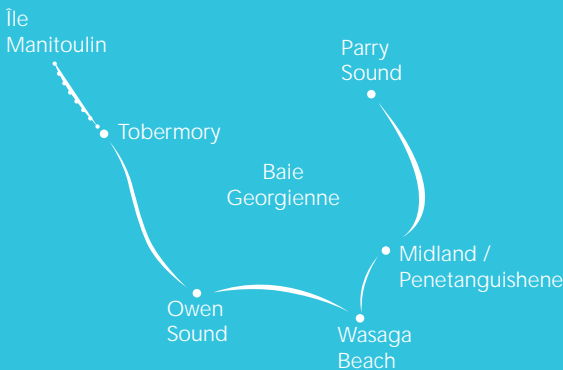 Île
Manitoulin
Parry
Sound
Tobermory
Baie
Georgienne
Midland /
Penetanguishene
Owen
Sound
Wasaga
Beach